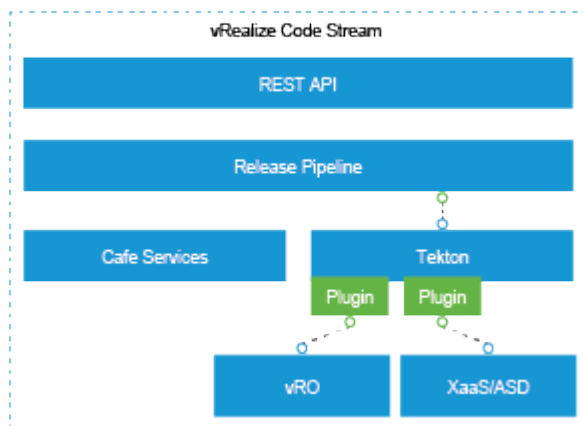 vRealize Code Stream
REST API
Release Pipeline
Cafe Services
Tekton
Plugin
Plugin
vRO
XaaS/ASD